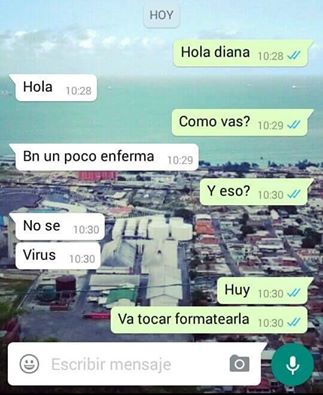 HOY
Hola diana 10:28
Hola 10:28
Como vas? 10:29
Bn un poco enferma 10:29
Y eso? 10:30
No se 10:30
Virus 10:30
Huy 10:30
Va tocar formatearla 10:30
Escribir mensaje